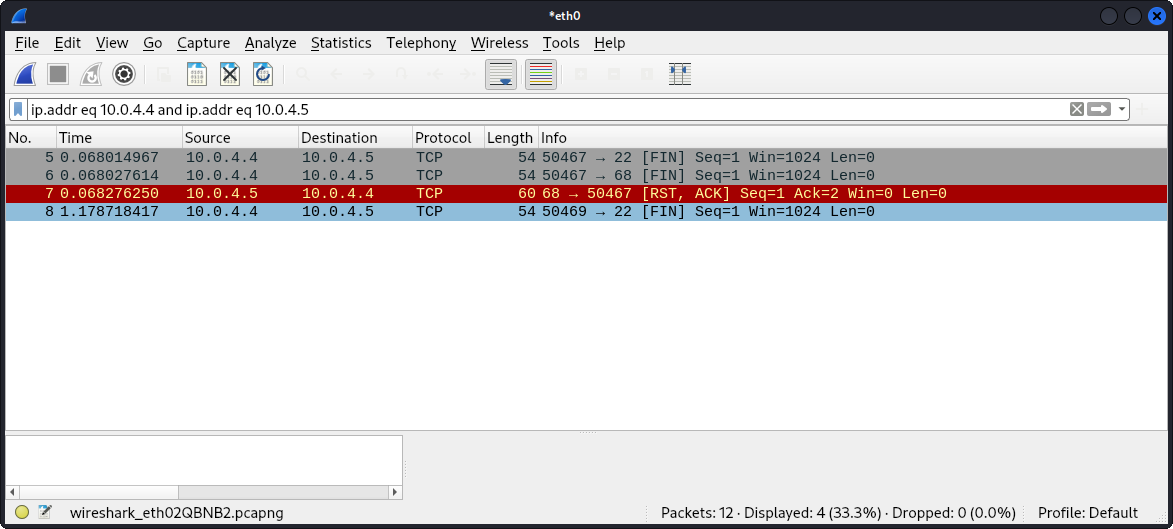 *eth0
File Edit View Go Capture Analyze Statistics Telephony Wireless Tools Help
ip.addr eq 10.0.4.4 and ip.addr eq 10.0.4.5
No. Time Source Destination Protocol Length Info
5 0.068014967 10.0.4.4 10.0.4.5 TCP 54 50467 → 22 [FIN] Seq=1 Win=1024 Len=0
6 0.068027614 10.0.4.4 10.0.4.5 TCP 54 50467 → 68 [FIN] Seq=1 Win=1024 Len=0
7 0.068276250 10.0.4.5 10.0.4.4 TCP 60 68 → 50467 [RST, ACK] Seq=1 Ack=2 Win=0 Len=0
8 1.178718417 10.0.4.4 10.0.4.5 TCP 54 50469 → 22 [FIN] Seq=1 Win=1024 Len=0
wireshark_eth02QBNB2.pcapng Packets: 12 · Displayed: 4 (33.3%) · Dropped: 0 (0.0%) Profile: Default